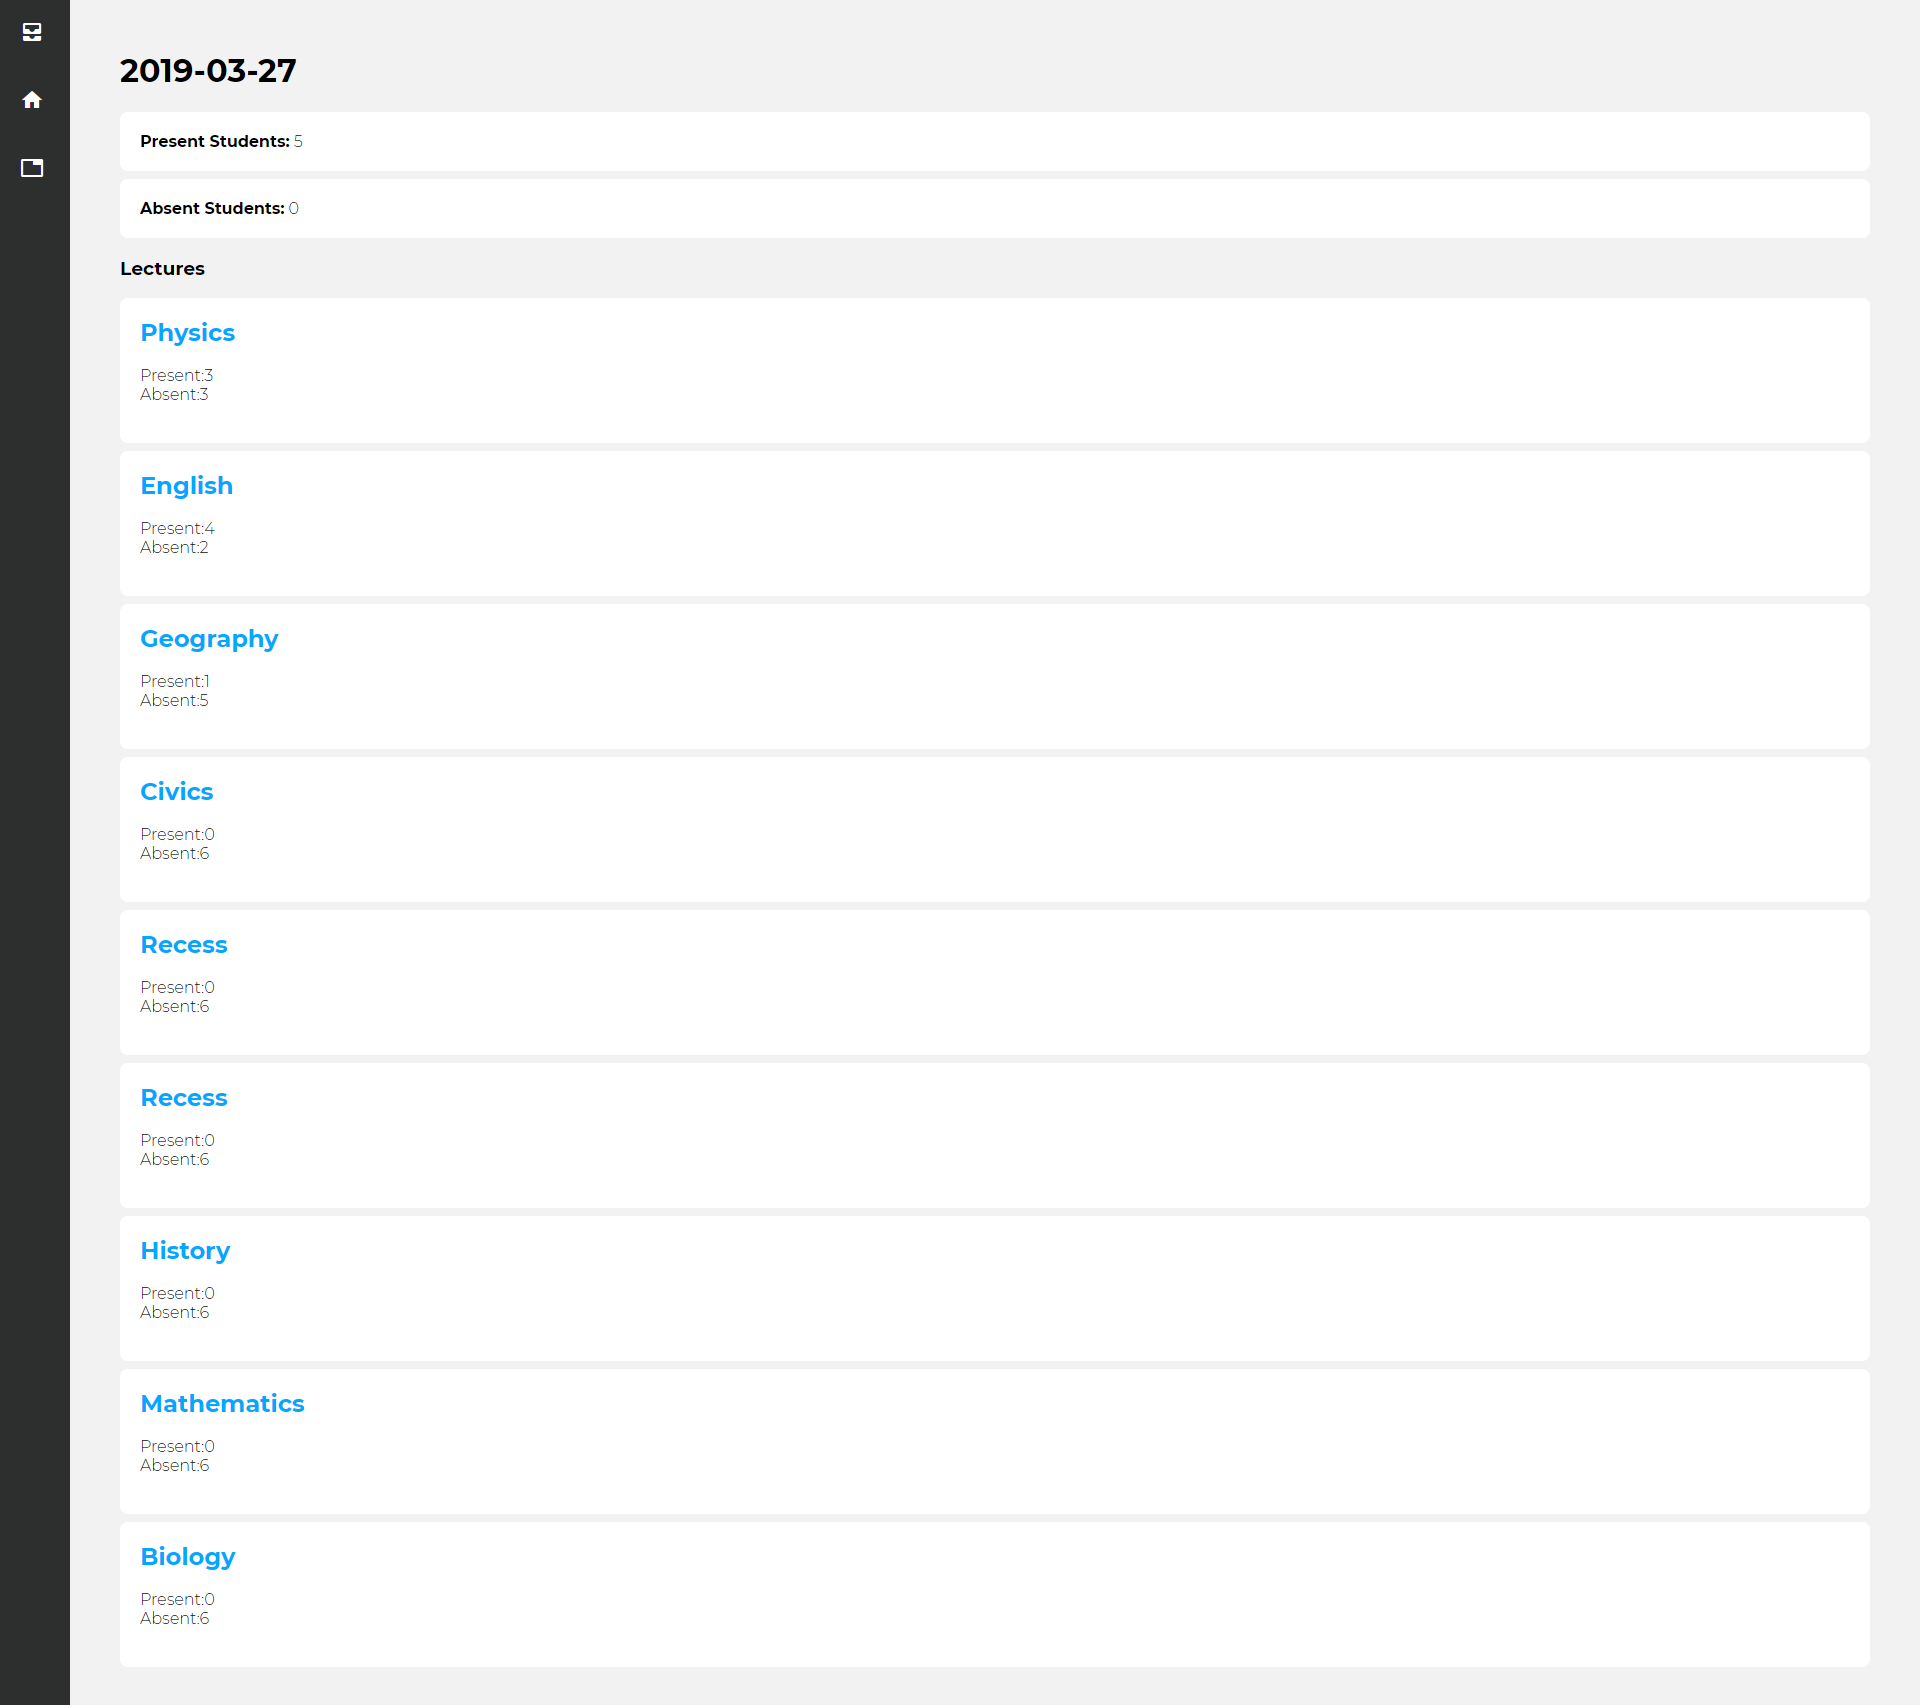 2019-03-27
Present Students: 5
Absent Students: 0
Lectures
Physics
Present:3
Absent:3
English
Present:4
Absent:2
Geography
Present:1
Absent:5
Civics
Present:0
Absent:6
Recess
Present:0
Absent:6
Recess
Present:0
Absent:6
History
Present:0
Absent:6
Mathematics
Present:0
Absent:6
Biology
Present:0
Absent:6